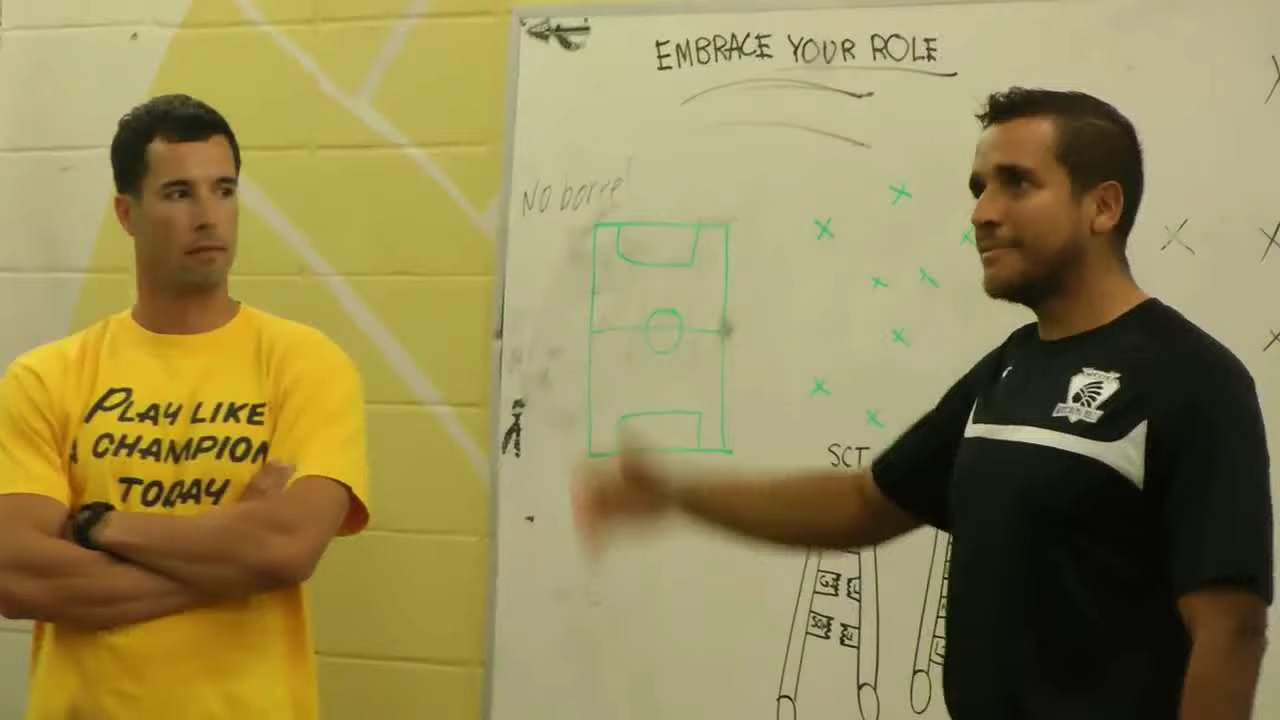 EMBRACE YOUR ROLE
No borre!
PLAY LIKE
A CHAMPION
TODAY
SCT